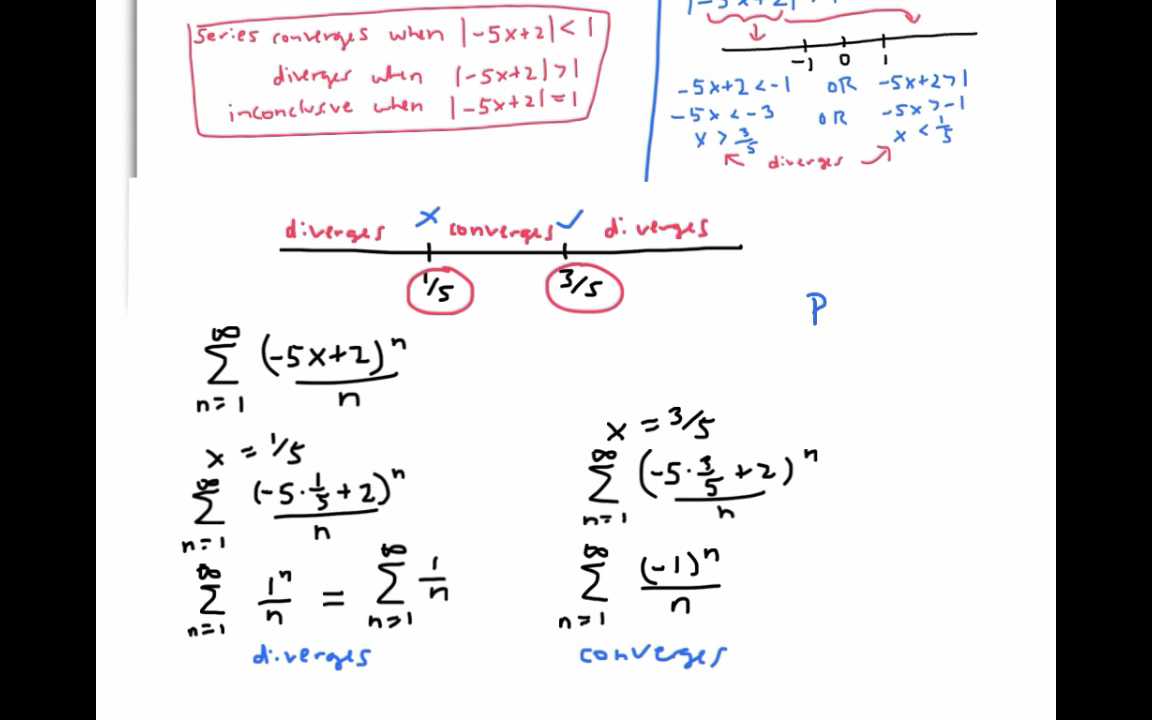 Series converges when |-5x+2| < 1
diverges when |-5x+2| > 1
inconclusive when |-5x+2| = 1
-1 0 1
-5x+2 < -1 OR -5x+2 > 1
-5x < -3 OR -5x > -1
x > 3/5 x < 1/5
diverges
diverges x converges ✓ diverges
1/5 3/5
P
∞
∑ (-5x+2)^n / n
n=1
x = 1/5
∞
∑ (-5·1/5+2)^n / n
n=1
∞ ∞
∑ 1^n/n = ∑ 1/n
n=1 n=1
diverges
x = 3/5
∞
∑ (-5·3/5+2)^n / n
n=1
∞
∑ (-1)^n / n
n=1
converges